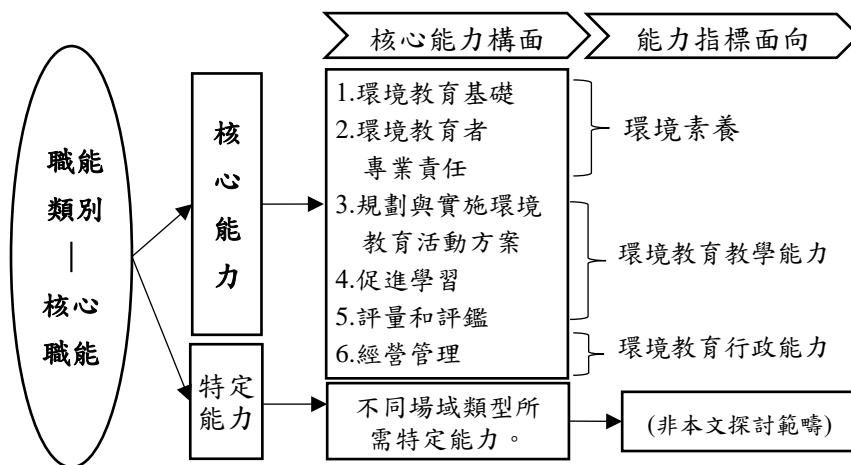 核心能力構面
能力指標面向
職能
類別
｜
核心
職能
核
心
能
力
1.環境教育基礎
2.環境教育者
專業責任
3.規劃與實施環境
教育活動方案
4.促進學習
5.評量和評鑑
6.經營管理
環境素養
環境教育教學能力
環境教育行政能力
特定
能力
不同場域類型所
需特定能力。
(非本文探討範疇)